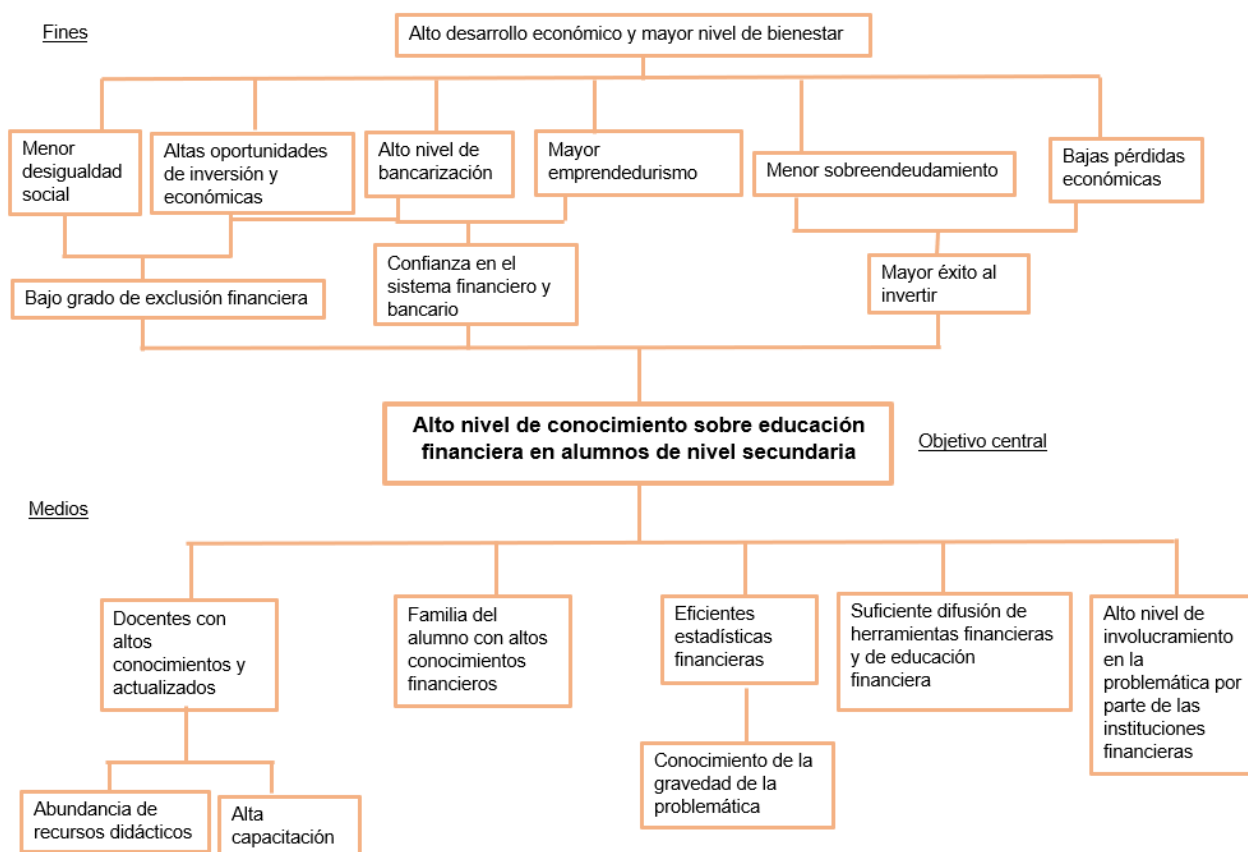 Fines
Alto desarrollo económico y mayor nivel de bienestar
Menor
desigualdad
social
Altas oportunidades
de inversión y
económicas
Alto nivel de
bancarización
Mayor
emprendedurismo
Menor sobreendeudamiento
Bajas pérdidas
económicas
Bajo grado de exclusión financiera
Confianza en el
sistema financiero y
bancario
Mayor éxito al
invertir
Alto nivel de conocimiento sobre educación
financiera en alumnos de nivel secundaria
Objetivo central
Medios
Docentes con
altos
conocimientos y
actualizados
Familia del
alumno con altos
conocimientos
financieros
Eficientes
estadísticas
financieras
Suficiente difusión de
herramientas financieras
y de educación
financiera
Alto nivel de
involucramiento
en la
problemática por
parte de las
instituciones
financieras
Abundancia de
recursos didácticos
Alta
capacitación
Conocimiento de la
gravedad de la
problemática